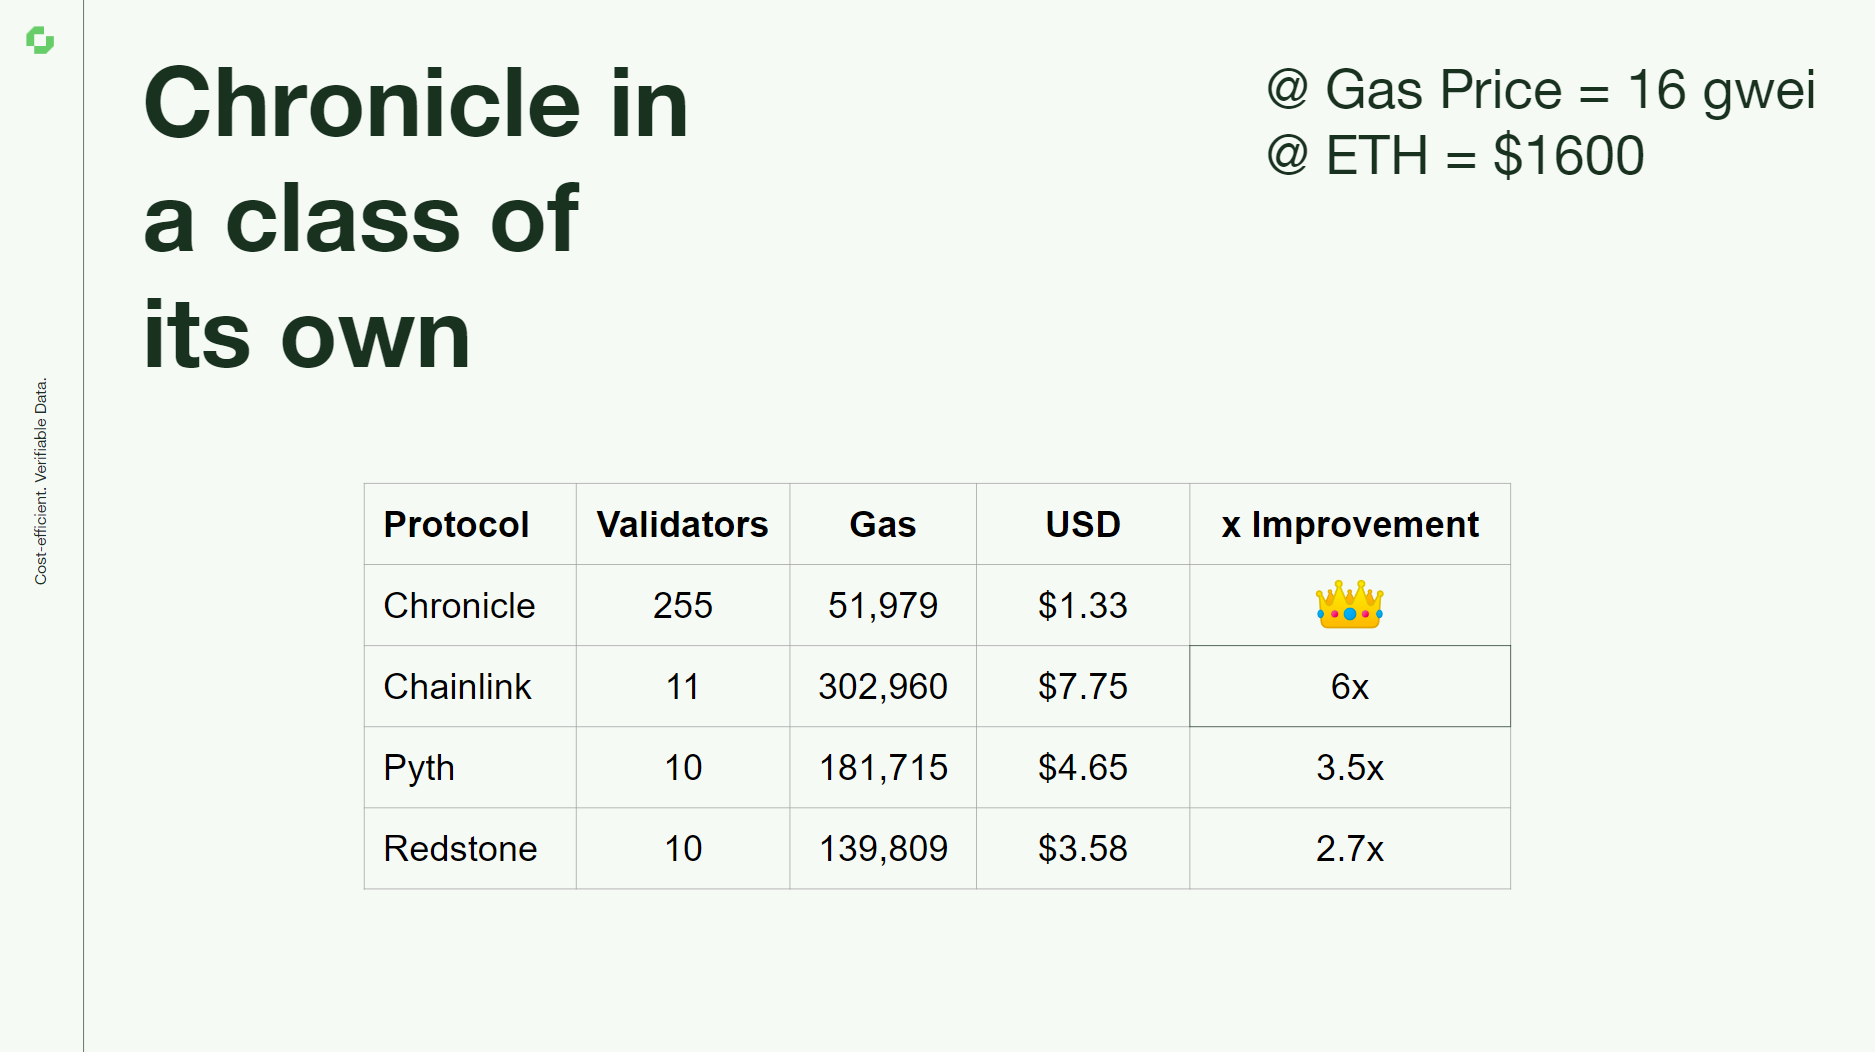 Chronicle in
a class of
its own
@ Gas Price = 16 gwei
@ ETH = $1600
Cost-efficient. Verifiable Data.
Protocol Validators Gas USD x Improvement
Chronicle 255 51,979 $1.33 👑
Chainlink 11 302,960 $7.75 6x
Pyth 10 181,715 $4.65 3.5x
Redstone 10 139,809 $3.58 2.7x